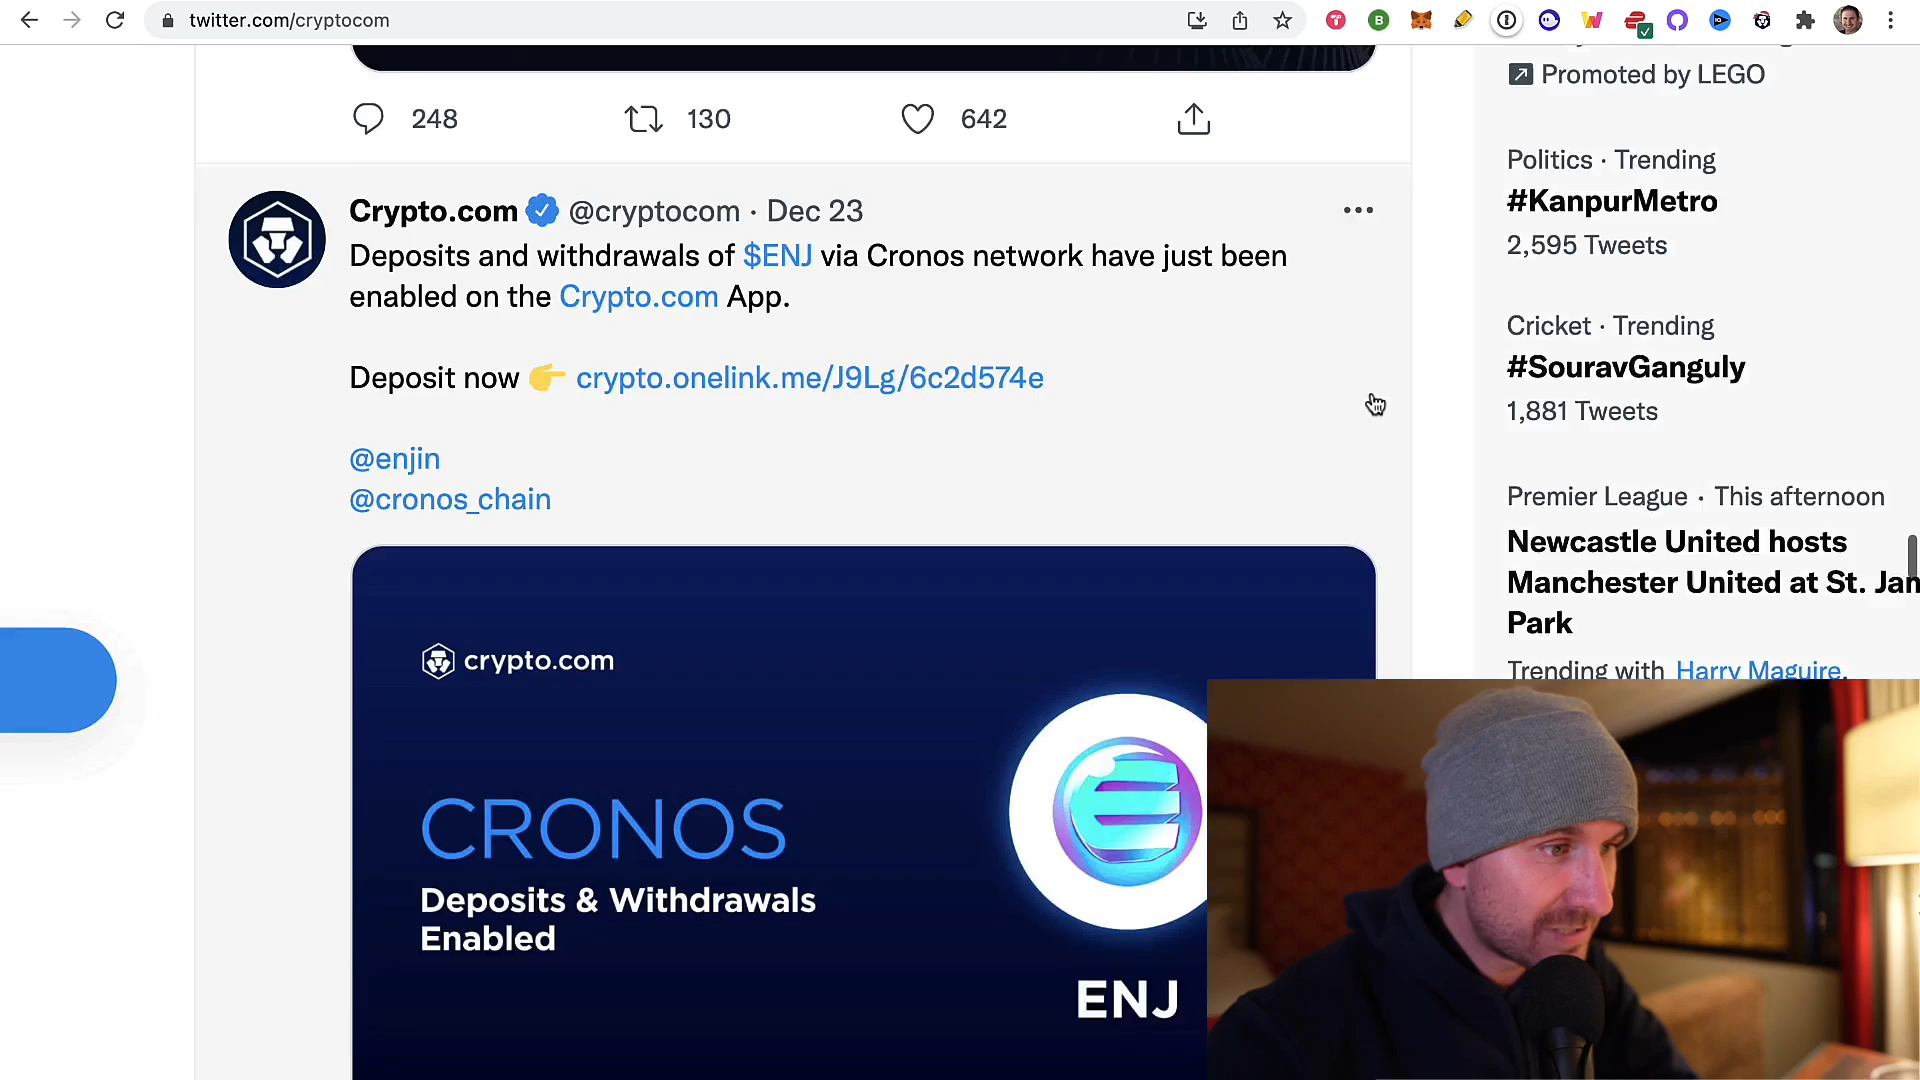 twitter.com/cryptocom
Promoted by LEGO
248
130
642
Politics · Trending
#KanpurMetro
2,595 Tweets
Crypto.com @cryptocom · Dec 23
Deposits and withdrawals of $ENJ via Cronos network have just been
enabled on the Crypto.com App.
Deposit now 👉 crypto.onelink.me/J9Lg/6c2d574e
@enjin
@cronos_chain
Cricket · Trending
#SouravGanguly
1,881 Tweets
Premier League · This afternoon
Newcastle United hosts
Manchester United at St. Jam
Park
Trending with Harry Maguire.
crypto.com
CRONOS
Deposits & Withdrawals
Enabled
ENJ